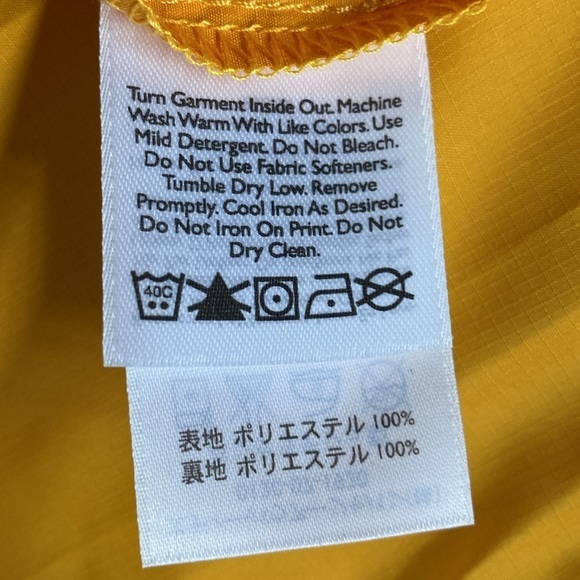 Turn Garment Inside Out. Machine
Wash Warm With Like Colors. Use
Mild Detergent. Do Not Bleach.
Do Not Use Fabric Softeners.
Tumble Dry Low. Remove
Promptly. Cool Iron As Desired.
Do Not Iron On Print. Do Not
Dry Clean.
40C
表地 ポリエステル 100%
裏地 ポリエステル 100%